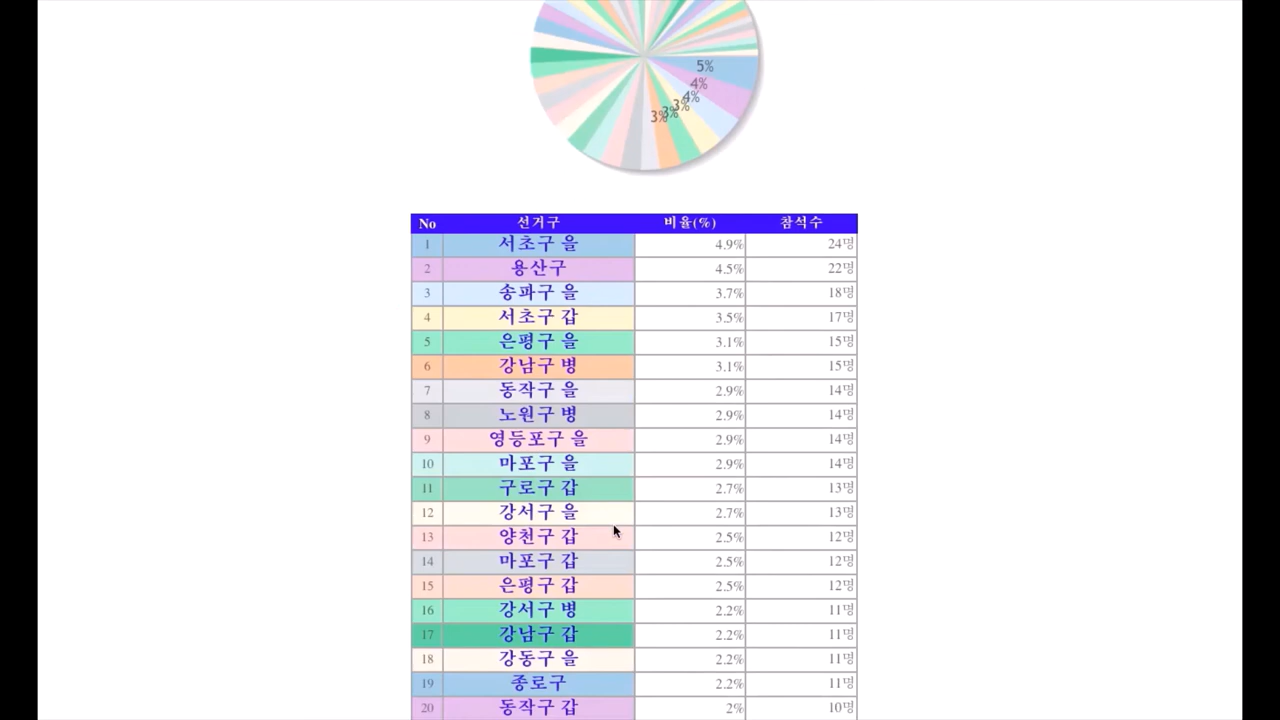 5%
4%
4%
3%
3%
3%
No 선거구 비율(%) 참석수
1 서초구 을 4.9% 24명
2 용산구 4.5% 22명
3 송파구 을 3.7% 18명
4 서초구 갑 3.5% 17명
5 은평구 을 3.1% 15명
6 강남구 병 3.1% 15명
7 동작구 을 2.9% 14명
8 노원구 병 2.9% 14명
9 영등포구 을 2.9% 14명
10 마포구 을 2.9% 14명
11 구로구 갑 2.7% 13명
12 강서구 을 2.7% 13명
13 양천구 갑 2.5% 12명
14 마포구 갑 2.5% 12명
15 은평구 갑 2.5% 12명
16 강서구 병 2.2% 11명
17 강남구 갑 2.2% 11명
18 강동구 을 2.2% 11명
19 종로구 2.2% 11명
20 동작구 갑 2% 10명